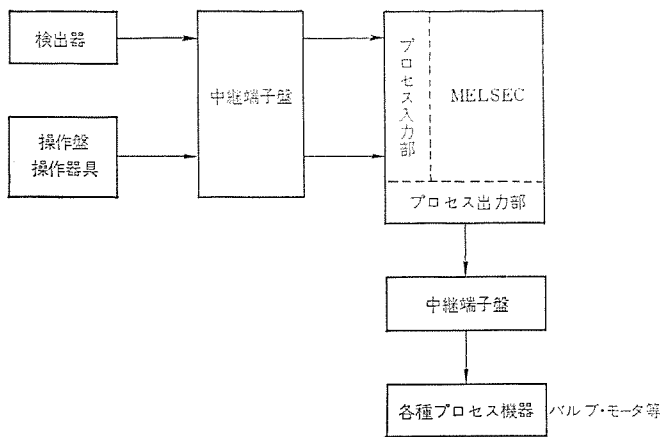 検出器
操作盤
操作器具
中継端子盤
プロセス入力部
MELSEC
プロセス出力部
中継端子盤
各種プロセス機器
バルブ・モータ等